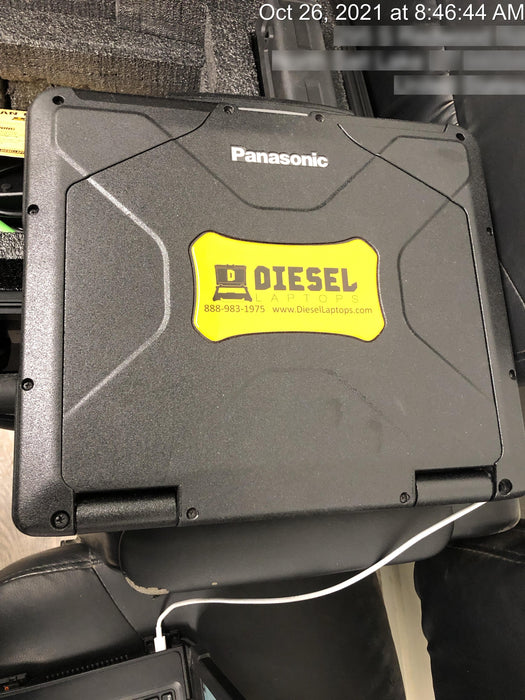 Oct 26, 2021 at 8:46:44 AM
Panasonic
D DIESEL
LAPTOPS
888-983-1975 www.DieselLaptops.com